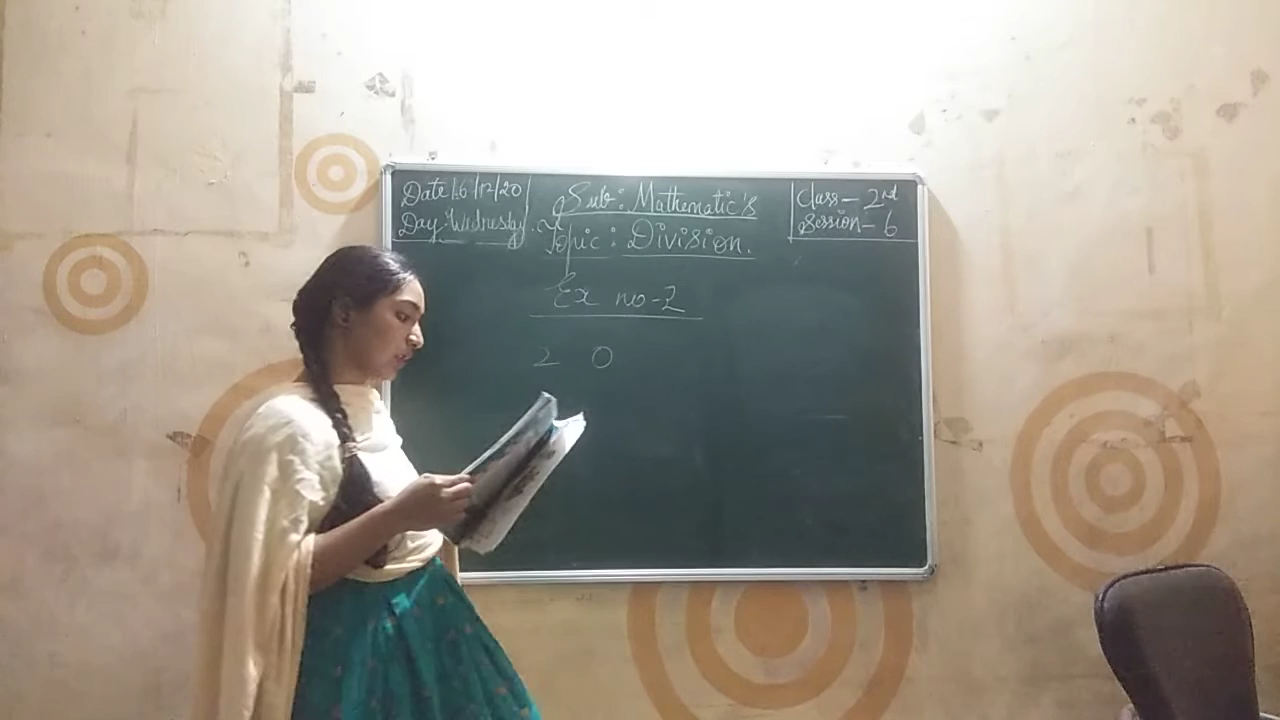 Date 16/12/20
Day: Wednesday.
Sub: Mathematic's
Topic: Division.
Class - 2nd
Session - 6
Ex no-2
2 0